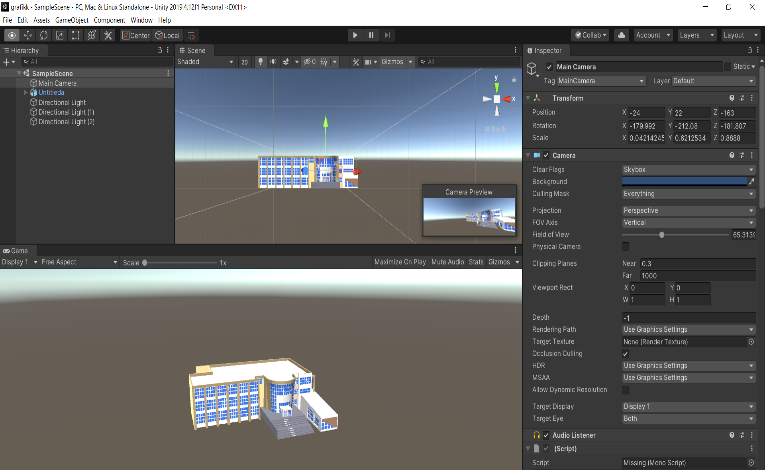 grafikk - SampleScene - PC, Mac & Linux Standalone - Unity 2019.4.12f1 Personal <DX11>
File Edit Assets GameObject Component Window Help
Center Local Collab Account Layers Layout
Hierarchy
All
SampleScene
Main Camera
Untitleda
Directional Light
Directional Light (1)
Directional Light (2)
Scene
Shaded 2D 0 Gizmos All
y
x
Back
Camera Preview
Game
Display 1 Free Aspect Scale 1x Maximize On Play Mute Audio Stats Gizmos
Inspector
Main Camera Static
Tag MainCamera Layer Default
Transform
Position X -24 Y 22 Z -163
Rotation X -179.992 Y -212.08 Z -181.807
Scale X 0.04214245 Y 0.6212534 Z 0.8688
Camera
Clear Flags Skybox
Background
Culling Mask Everything
Projection Perspective
FOV Axis Vertical
Field of View 65.3139
Physical Camera
Clipping Planes Near 0.3
Far 1000
Viewport Rect X 0 Y 0
W 1 H 1
Depth -1
Rendering Path Use Graphics Settings
Target Texture None (Render Texture)
Occlusion Culling
HDR Use Graphics Settings
MSAA Use Graphics Settings
Allow Dynamic Resolution
Target Display Display 1
Target Eye Both
Audio Listener
(Script)
Script Missing (Mono Script)